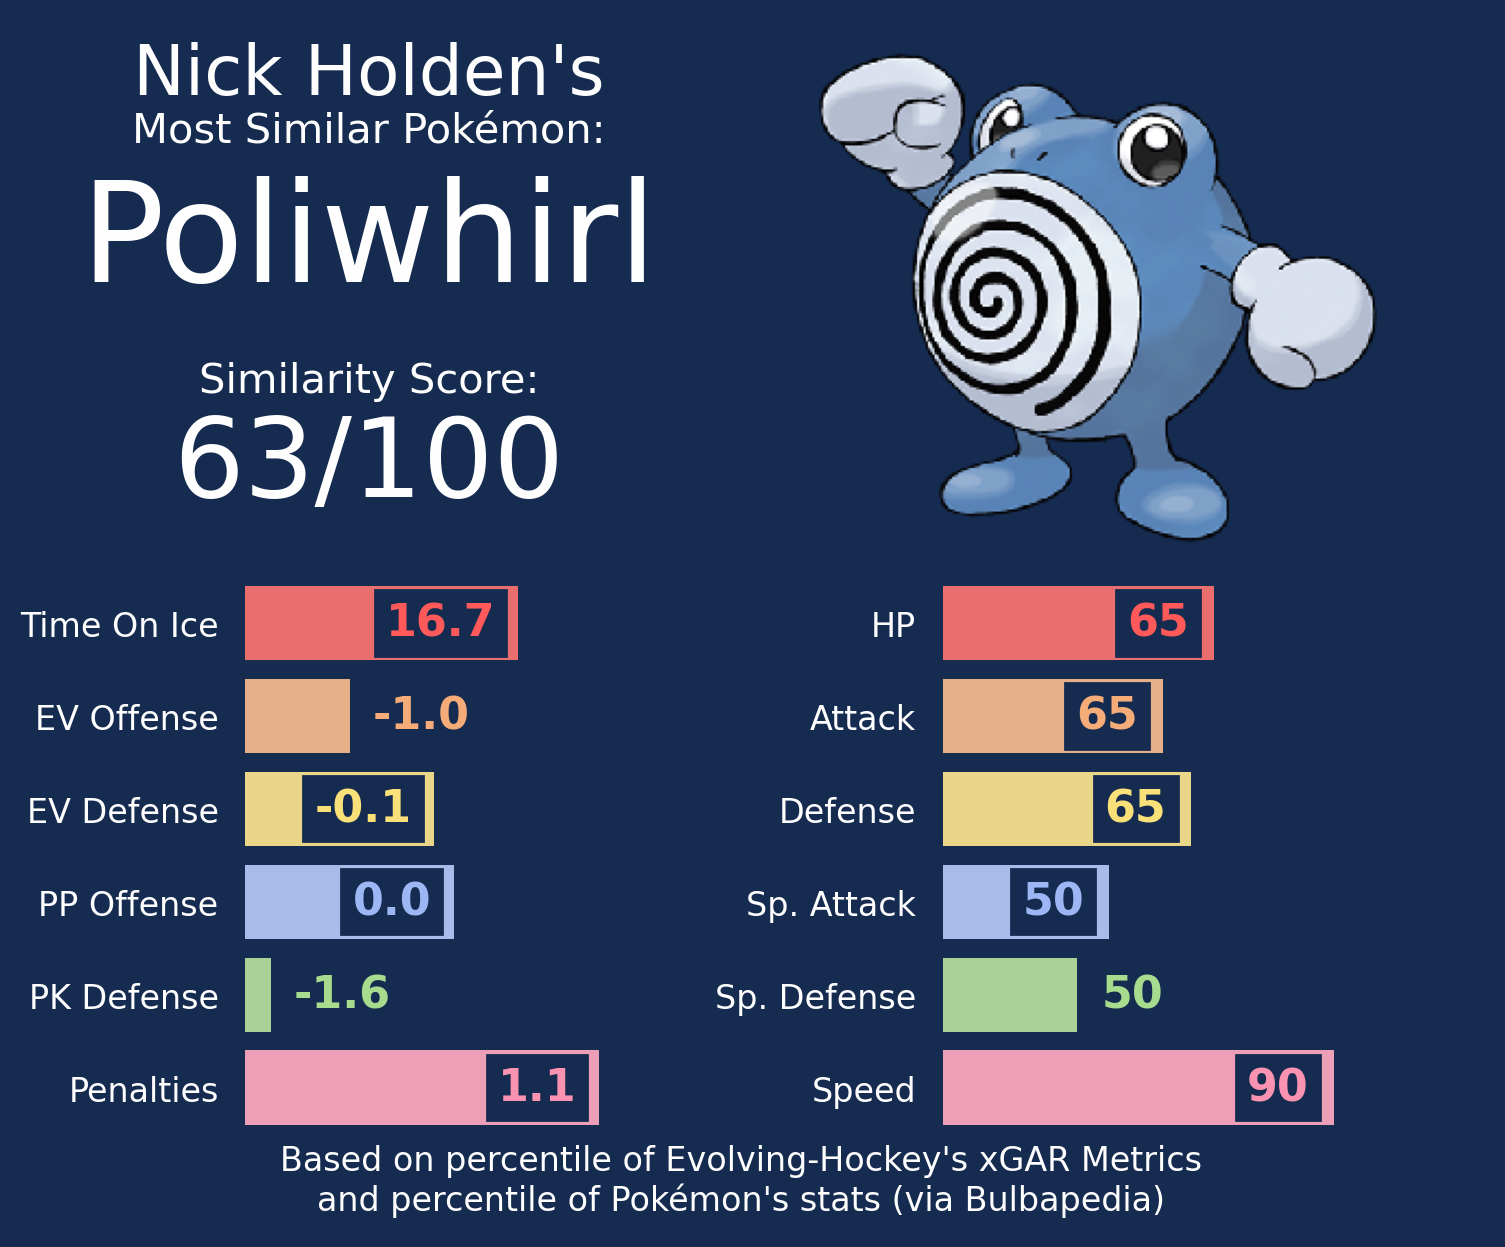 Nick Holden's
Most Similar Pokémon:
Poliwhirl
Similarity Score:
63/100
Time On Ice 16.7
EV Offense -1.0
EV Defense -0.1
PP Offense 0.0
PK Defense -1.6
Penalties 1.1
HP 65
Attack 65
Defense 65
Sp. Attack 50
Sp. Defense 50
Speed 90
Based on percentile of Evolving-Hockey's xGAR Metrics
and percentile of Pokémon's stats (via Bulbapedia)